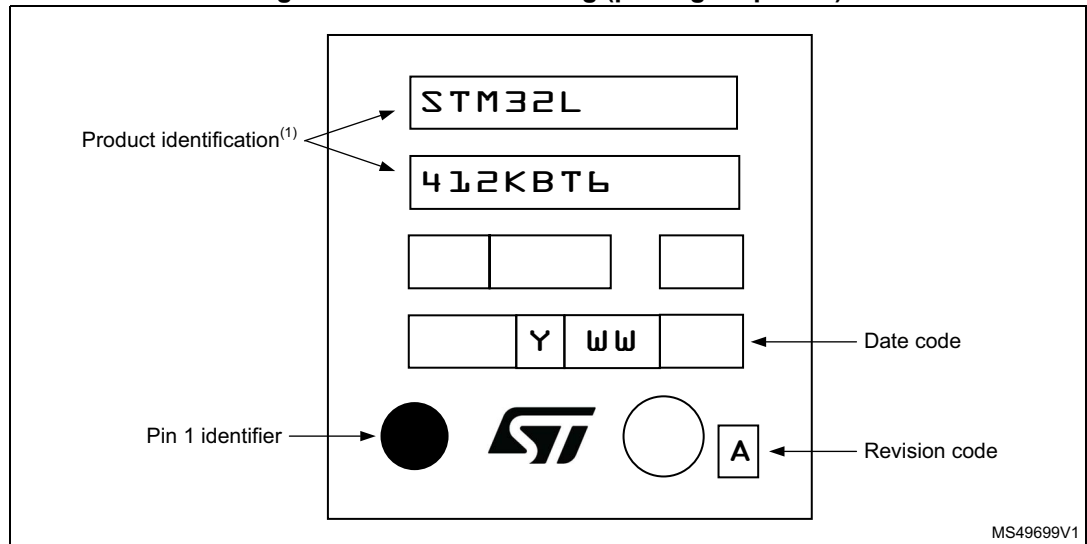 STM32L
Product identification(1)
412KBT6
Y WW
Date code
Pin 1 identifier
ST
A
Revision code
MS49699V1